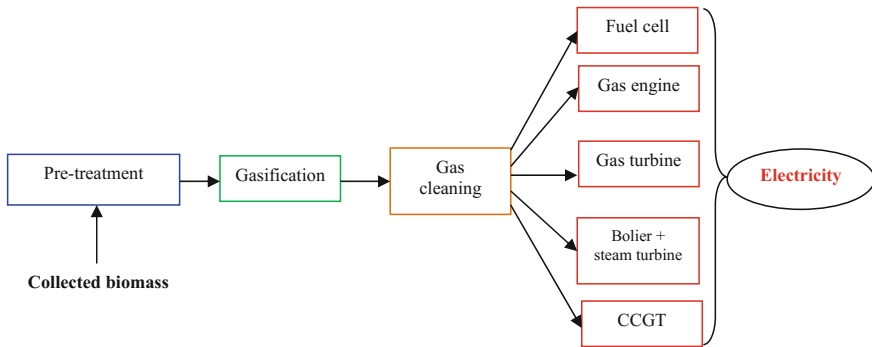 Fuel cell
Gas engine
Pre-treatment
Gasification
Gas
cleaning
Gas turbine
Electricity
Bolier +
steam turbine
Collected biomass
CCGT